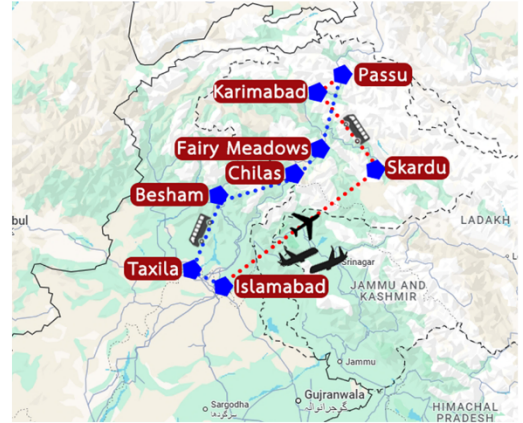 Passu
Karimabad
Fairy Meadows
Chilas
Skardu
Besham
bul
LADAKH
Taxila
Srinagar
Islamabad
JAMMU AND
KASHMIR
Jammu
Gujranwala
گوجرانوالہ
Sargodha
سرگودھا
HIMACHAL
PRADESH